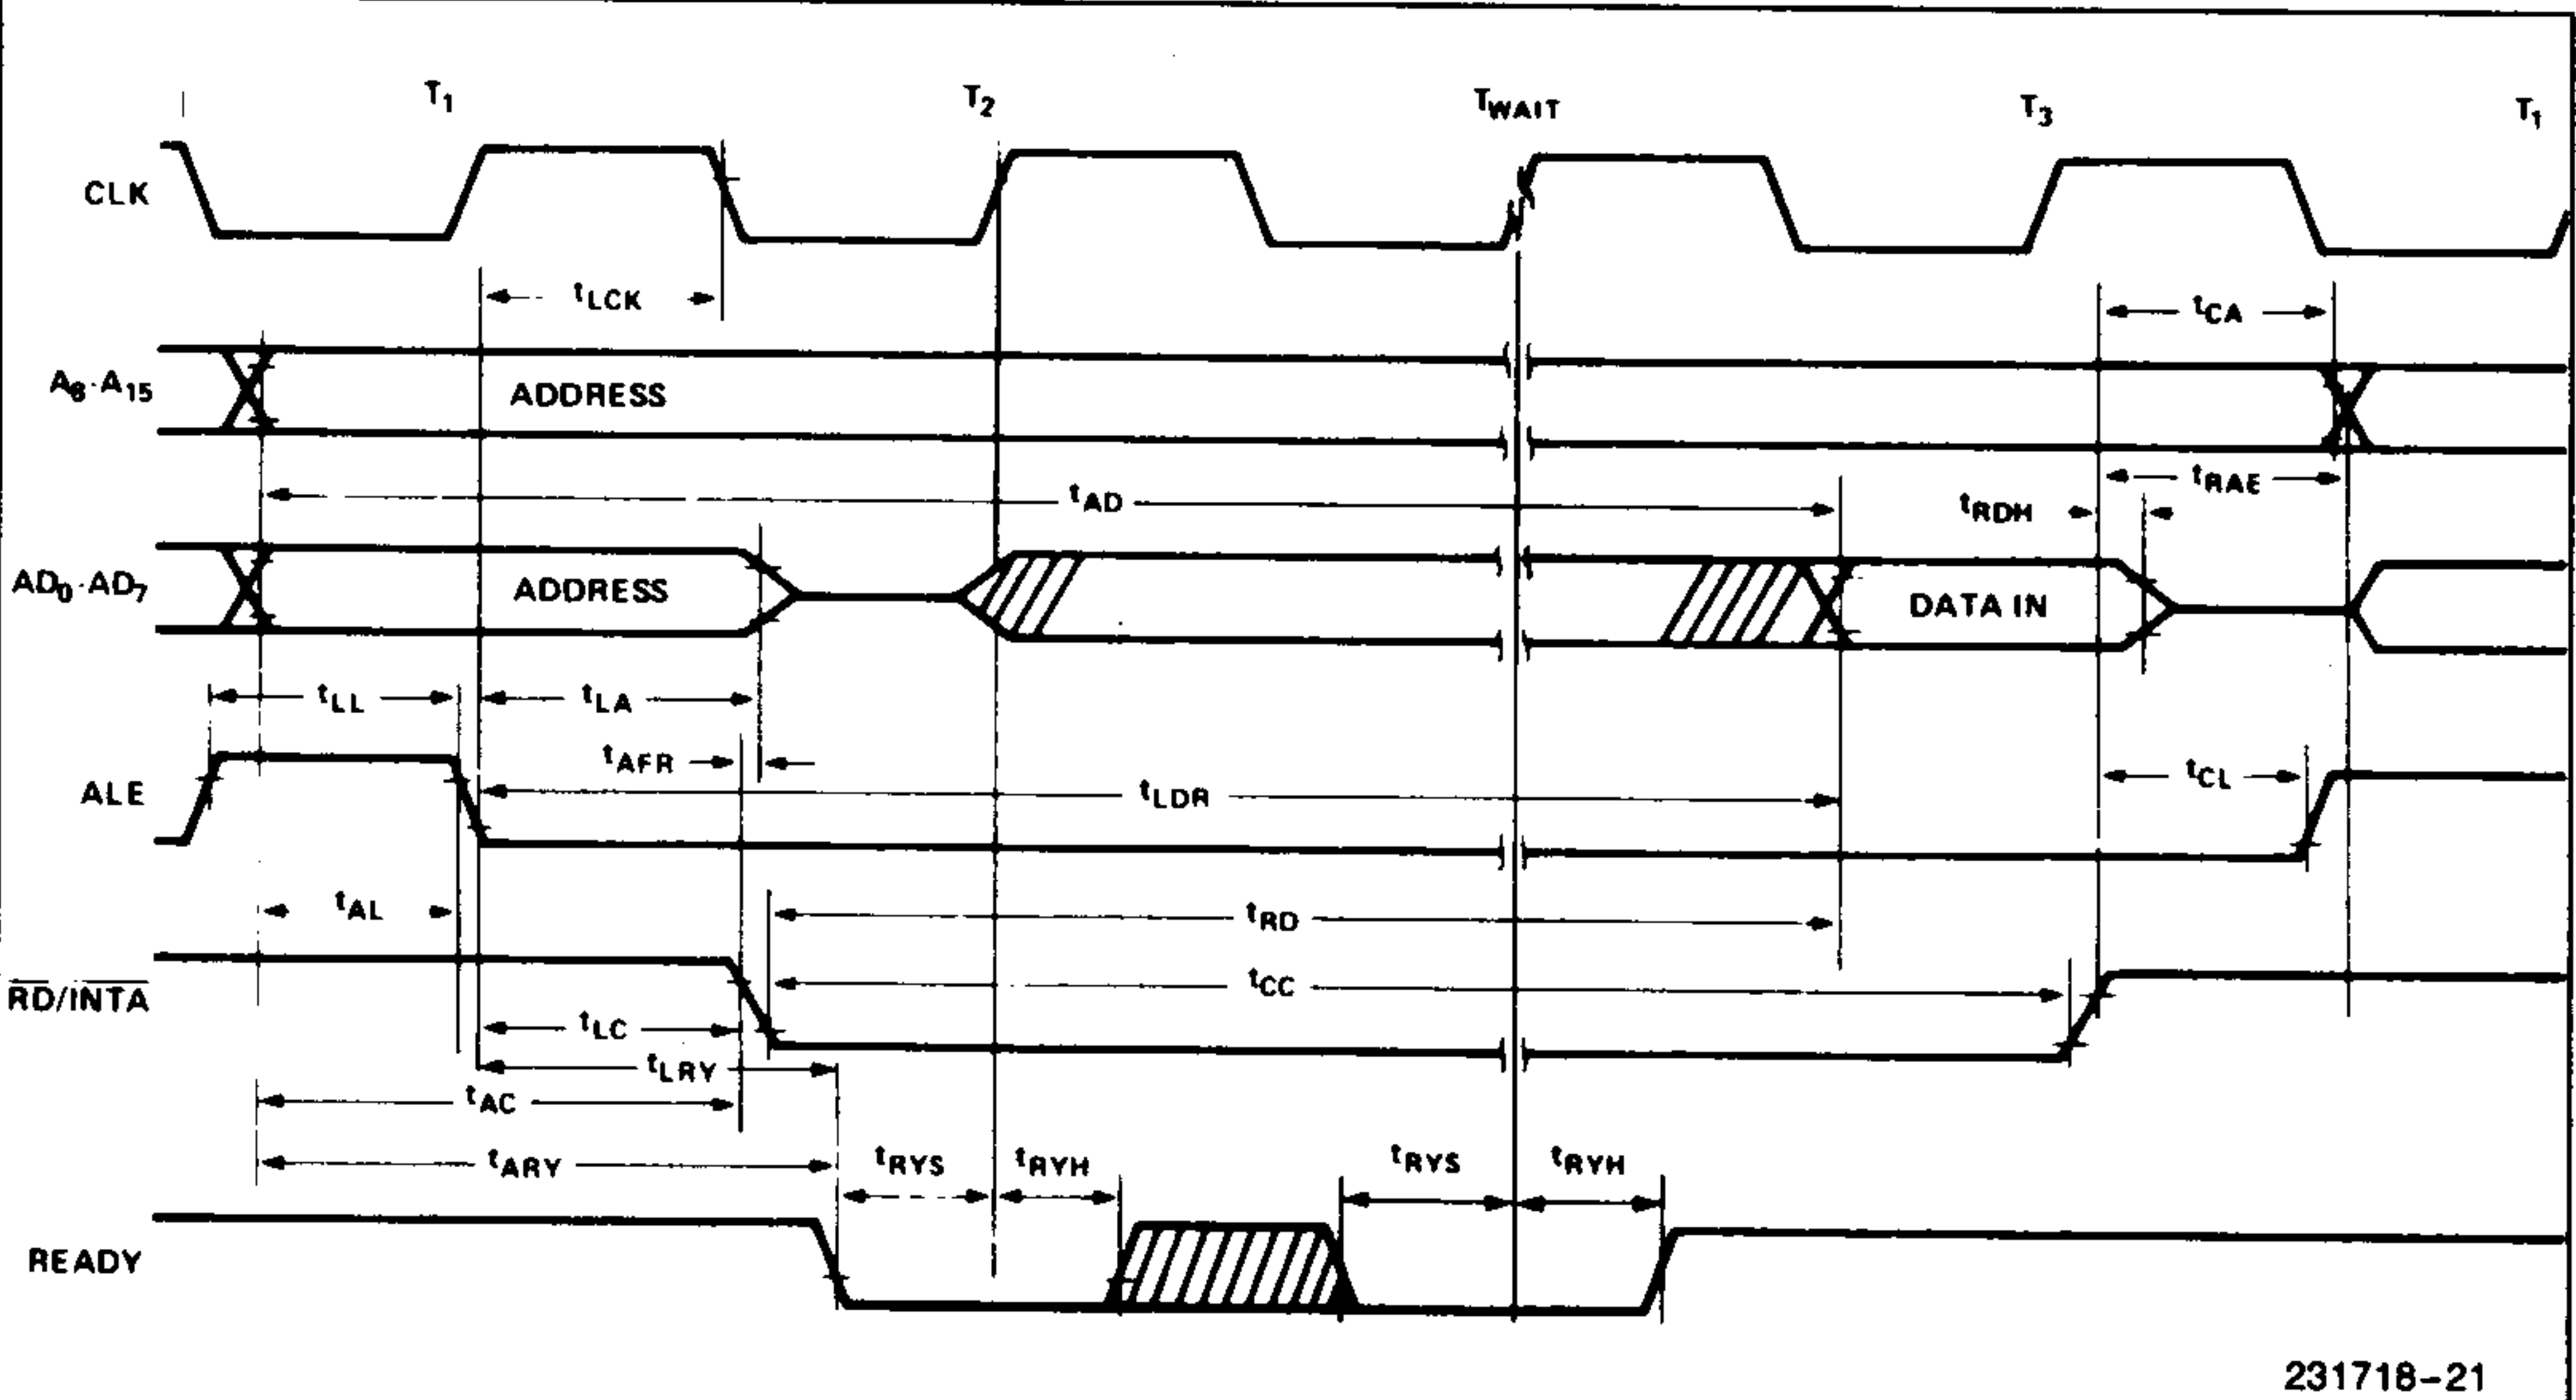 T1 T2 TWAIT T3 T1
CLK
tLCK
tCA
A8-A15 ADDRESS
tAD tRDH tRAE
AD0-AD7 ADDRESS DATA IN
tLL tLA
tAFR
ALE tLDR tCL
tAL tRD
RD/INTA tCC
tLC
tLRY
tAC
tARY tRYS tRYH tRYS tRYH
READY
231718-21